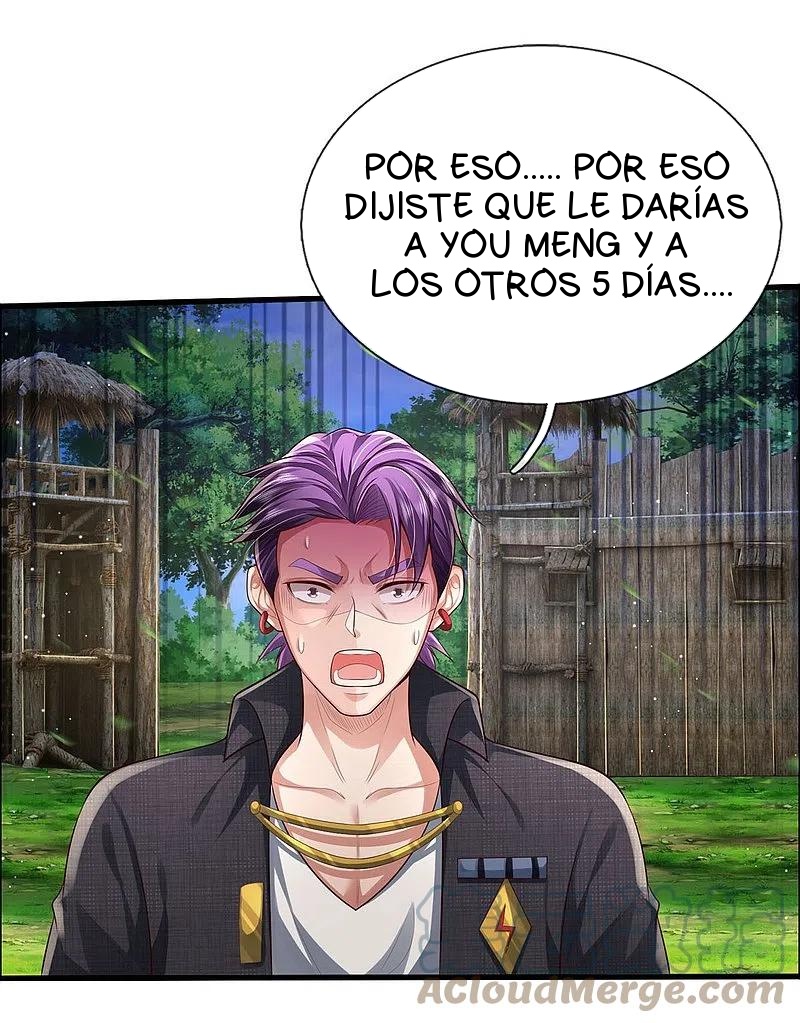 POR ESO..... POR ESO
DIJISTE QUE LE DARÍAS
A YOU MENG Y A
LOS OTROS 5 DÍAS....
ACloudMerge.com